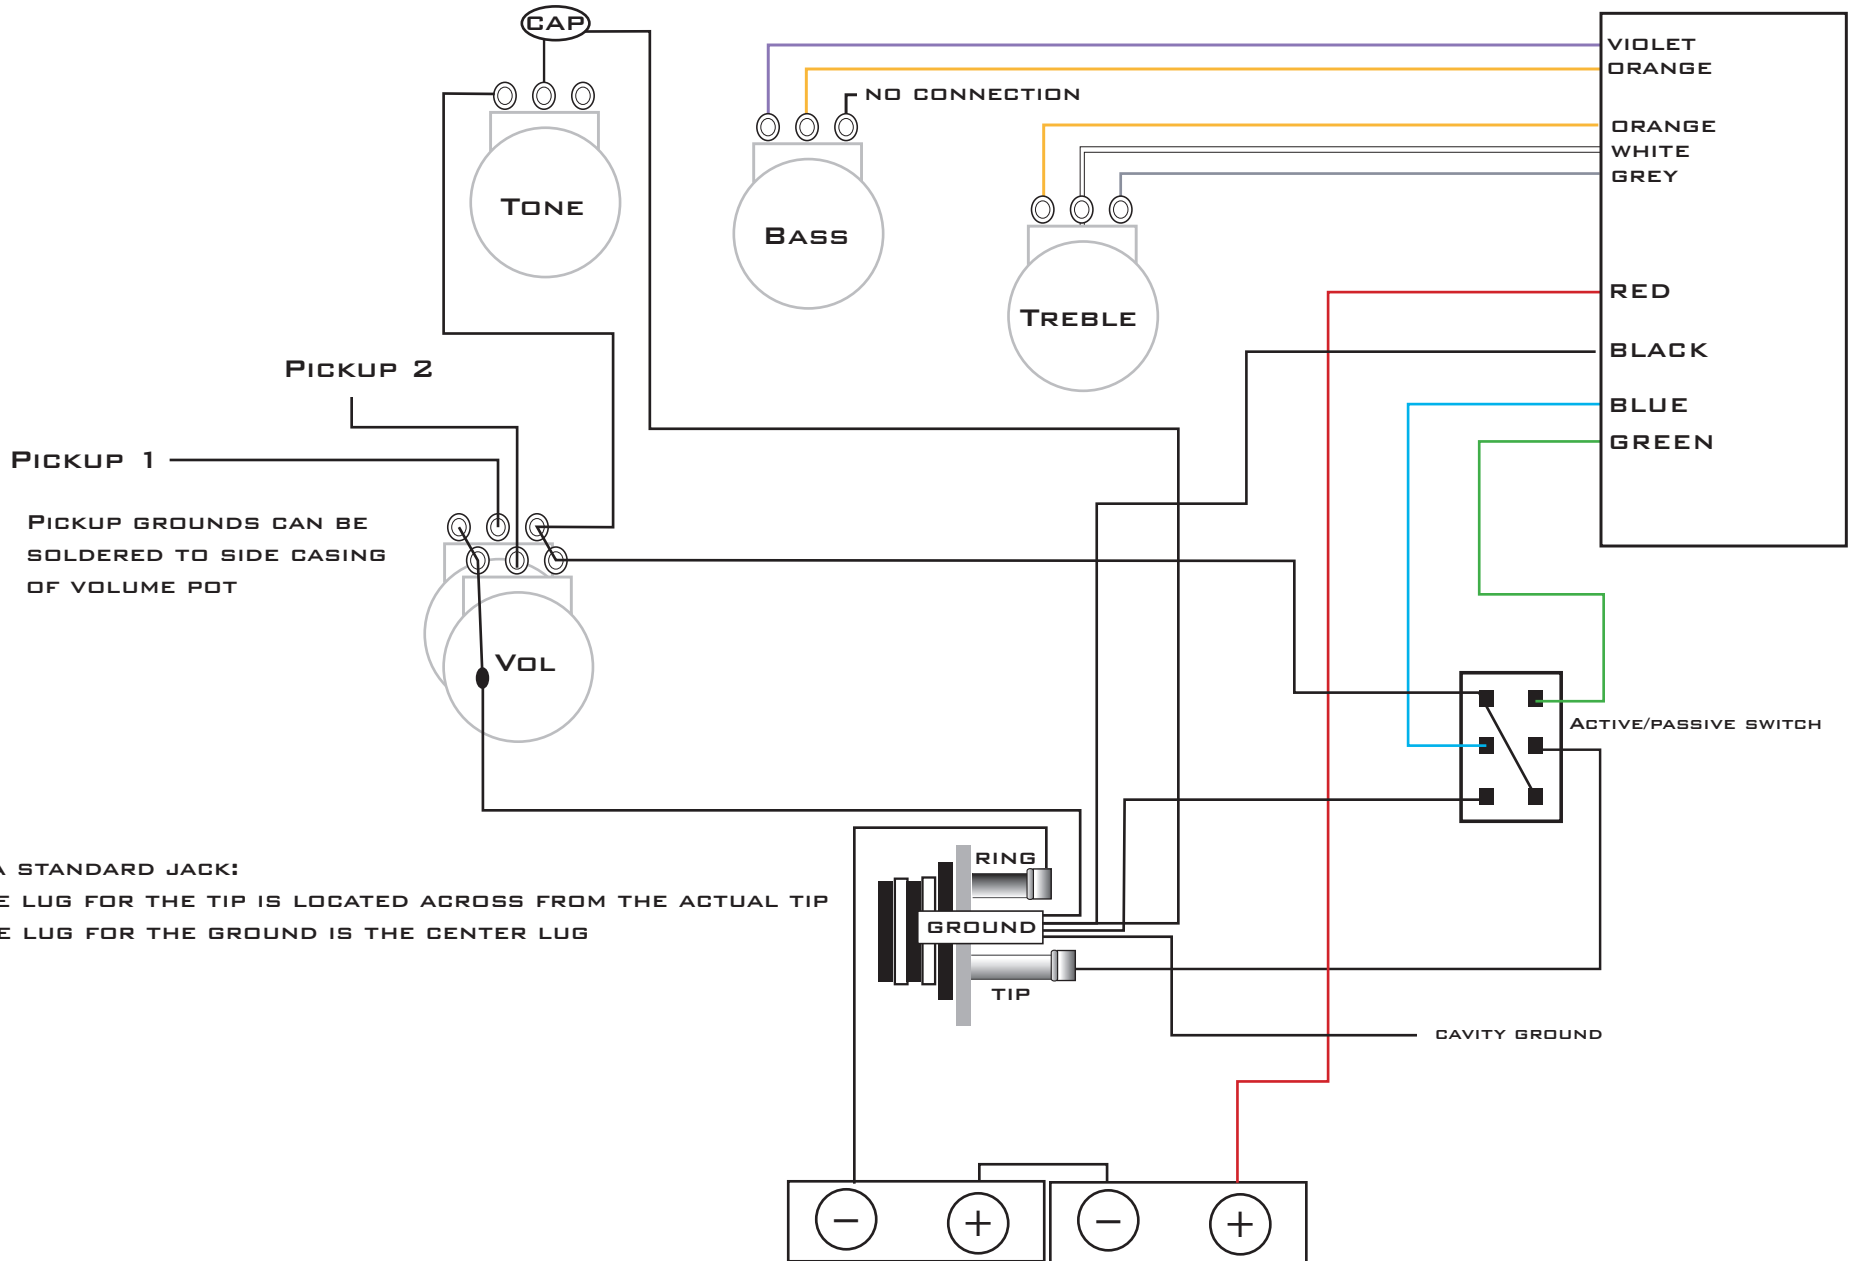 CAP
VIOLET
ORANGE
NO CONNECTION
ORANGE
WHITE
GREY
TONE
BASS
TREBLE
RED
BLACK
BLUE
GREEN
PICKUP 2
PICKUP 1
PICKUP GROUNDS CAN BE
SOLDERED TO SIDE CASING
OF VOLUME POT
VOL
ACTIVE/PASSIVE SWITCH
A STANDARD JACK:
LUG FOR THE TIP IS LOCATED ACROSS FROM THE ACTUAL TIP
LUG FOR THE GROUND IS THE CENTER LUG
RING
GROUND
TIP
CAVITY GROUND
− + − +